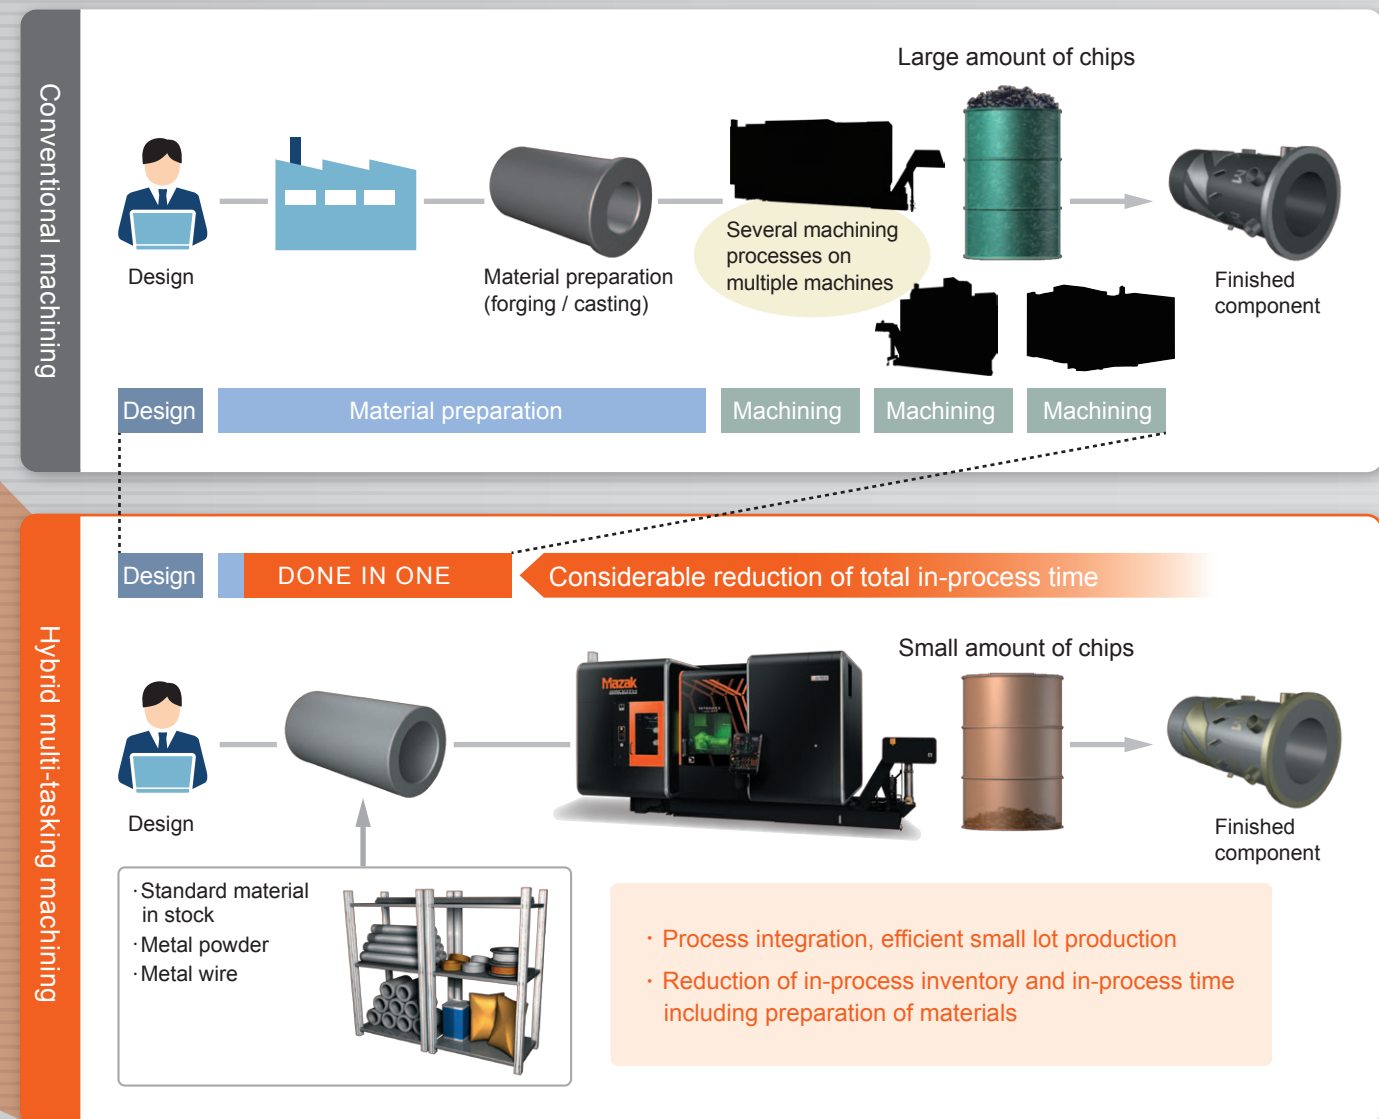 Conventional machining
Large amount of chips
Design
Material preparation
(forging / casting)
Several machining
processes on
multiple machines
Finished
component
Design
Material preparation
Machining
Machining
Machining
Hybrid multi-tasking machining
Design
DONE IN ONE
Considerable reduction of total in-process time
Small amount of chips
Mazak
Design
Finished
component
·Standard material
in stock
·Metal powder
·Metal wire
· Process integration, efficient small lot production
· Reduction of in-process inventory and in-process time
including preparation of materials